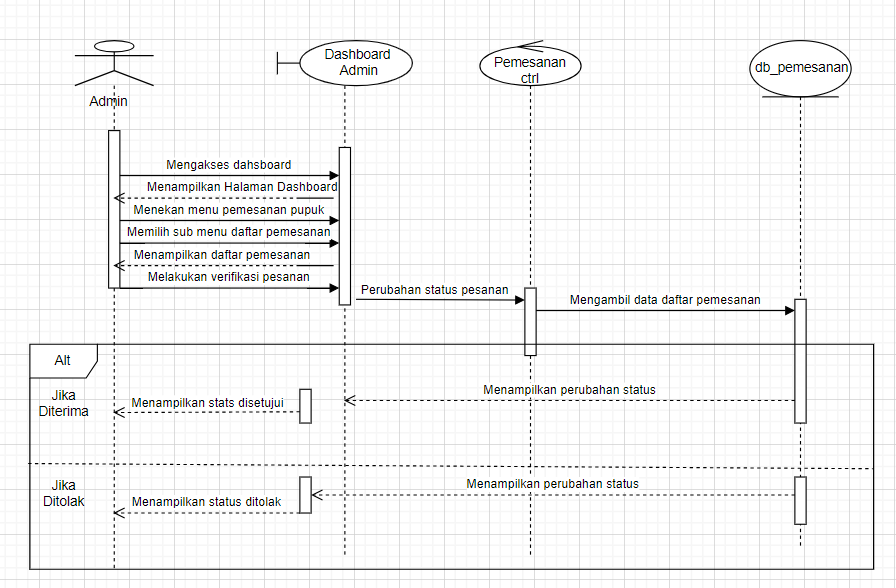 Admin
Dashboard
Admin
Pemesanan
ctrl
db_pemesanan
Mengakses dahsboard
Menampilkan Halaman Dashboard
Menekan menu pemesanan pupuk
Memilih sub menu daftar pemesanan
Menampilkan daftar pemesanan
Melakukan verifikasi pesanan
Perubahan status pesanan
Mengambil data daftar pemesanan
Alt
Jika
Diterima
Menampilkan perubahan status
Menampilkan stats disetujui
Jika
Ditolak
Menampilkan perubahan status
Menampilkan status ditolak